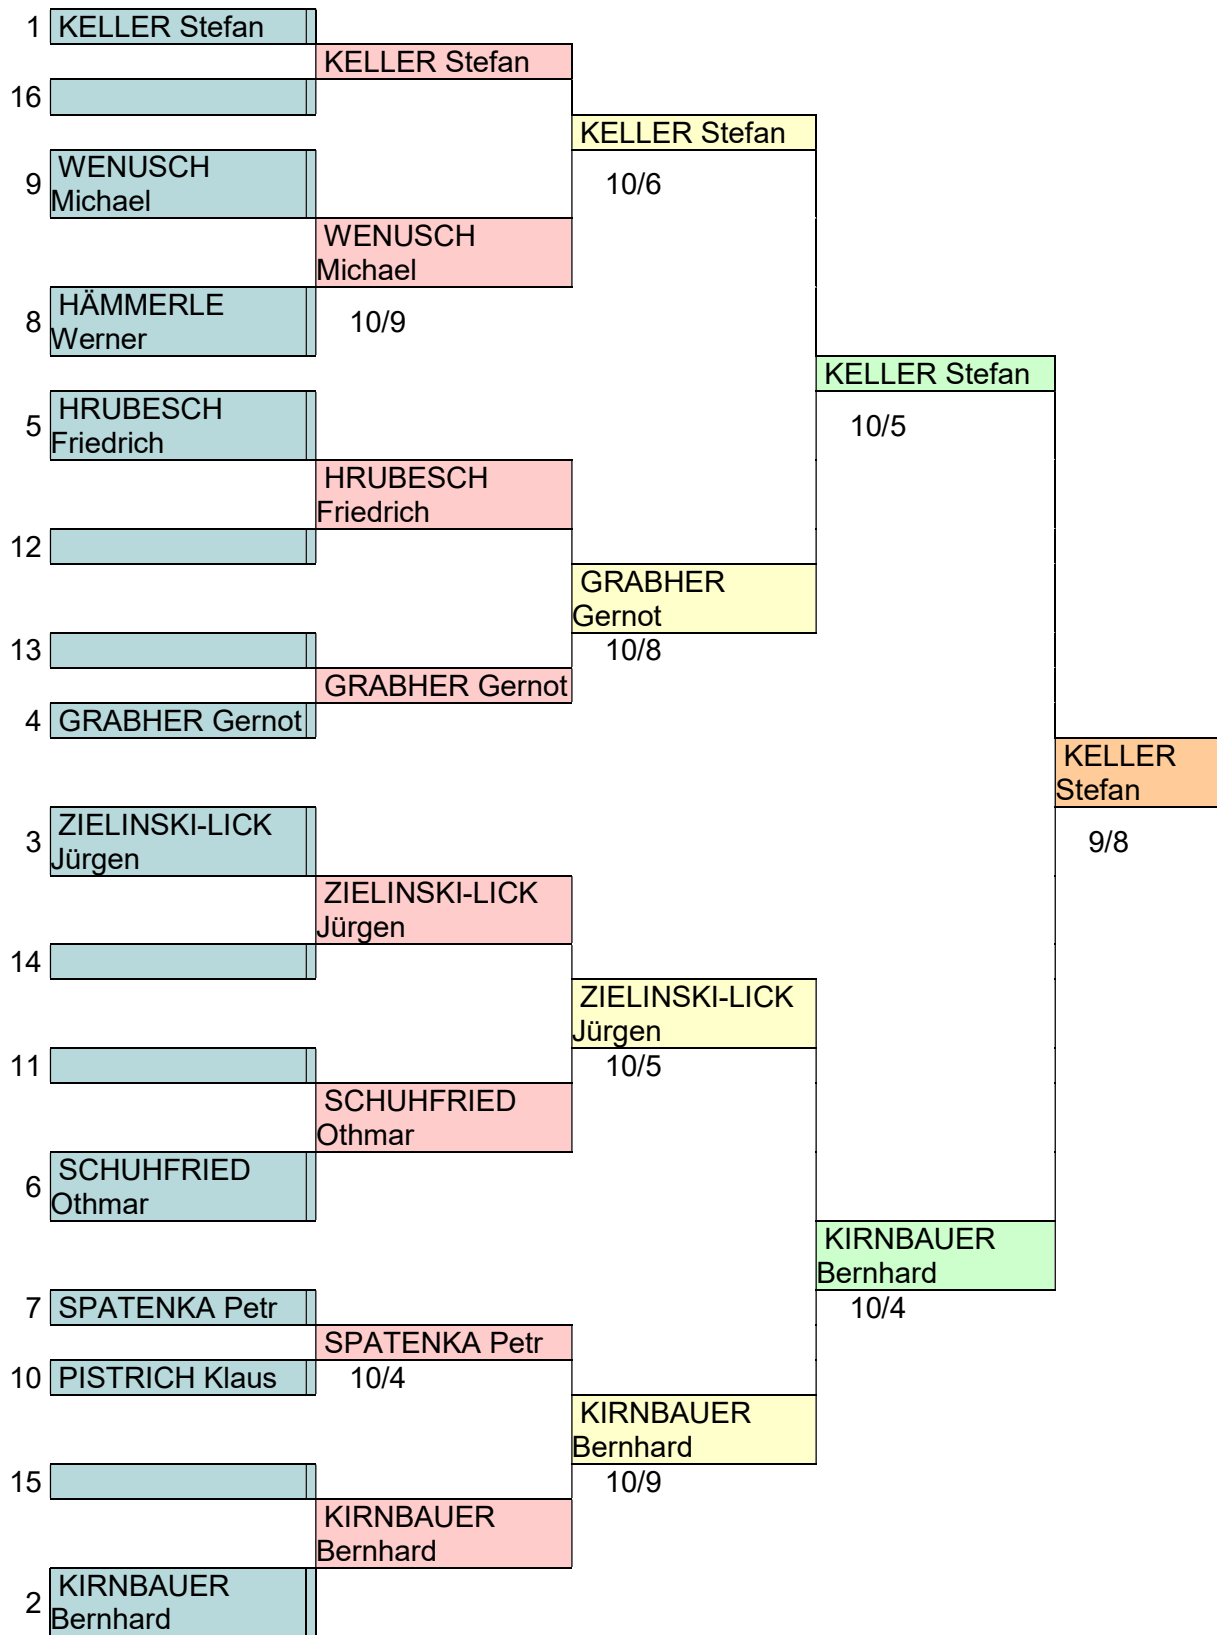 1 KELLER Stefan
KELLER Stefan
16
KELLER Stefan
9 WENUSCH
Michael
10/6
WENUSCH
Michael
8 HÄMMERLE
Werner
10/9
KELLER Stefan
5 HRUBESCH
Friedrich
10/5
HRUBESCH
Friedrich
12
GRABHER
Gernot
13
10/8
GRABHER Gernot
4 GRABHER Gernot
KELLER
Stefan
3 ZIELINSKI-LICK
Jürgen
9/8
ZIELINSKI-LICK
Jürgen
14
ZIELINSKI-LICK
Jürgen
11
10/5
SCHUHFRIED
Othmar
6 SCHUHFRIED
Othmar
KIRNBAUER
Bernhard
7 SPATENKA Petr
10/4
SPATENKA Petr
10 PISTRICH Klaus
10/4
KIRNBAUER
Bernhard
15
10/9
KIRNBAUER
Bernhard
2 KIRNBAUER
Bernhard